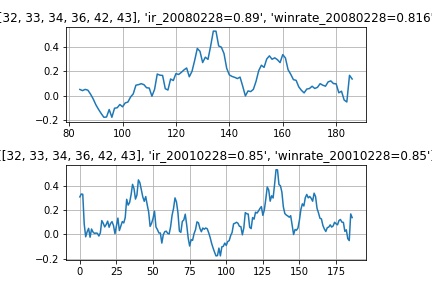 [32, 33, 34, 36, 42, 43], 'ir_20080228=0.89', 'winrate_20080228=0.816'
0.4
0.2
0.0
−0.2
80 100 120 140 160 180
[[32, 33, 34, 36, 42, 43], 'ir_20010228=0.85', 'winrate_20010228=0.85']
0.4
0.2
0.0
−0.2
0 25 50 75 100 125 150 175